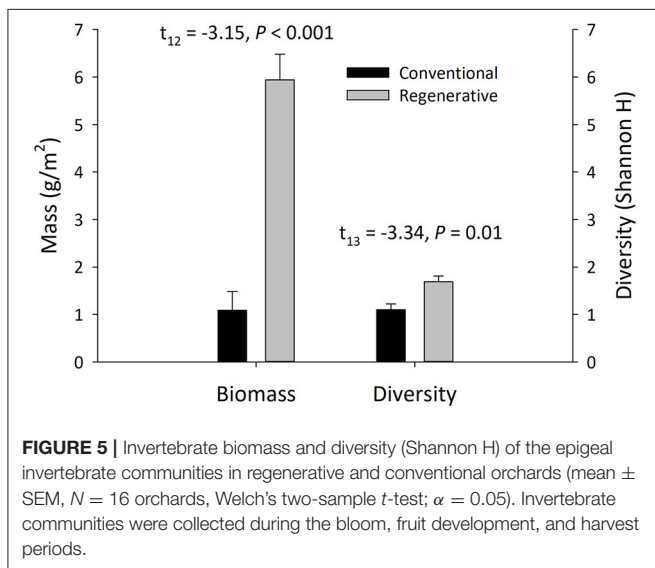 t12 = -3.15, P < 0.001
Conventional
Regenerative
t13 = -3.34, P = 0.01
Mass (g/m²)
7
6
5
4
3
2
1
0
Diversity (Shannon H)
7
6
5
4
3
2
1
0
Biomass Diversity
FIGURE 5 | Invertebrate biomass and diversity (Shannon H) of the epigeal
invertebrate communities in regenerative and conventional orchards (mean ±
SEM, N = 16 orchards, Welch's two-sample t-test; α = 0.05). Invertebrate
communities were collected during the bloom, fruit development, and harvest
periods.